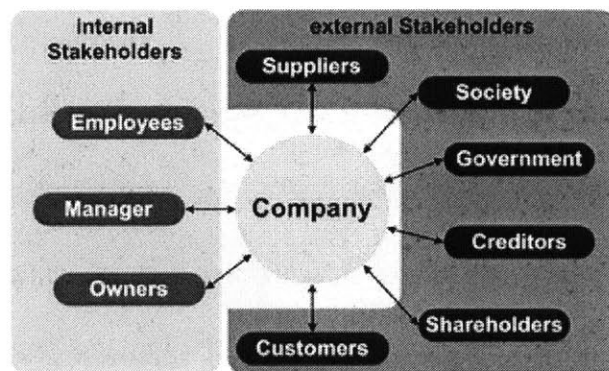 internal
Stakeholders
external Stakeholders
Suppliers
Society
Employees
Government
Manager
Company
Creditors
Owners
Shareholders
Customers